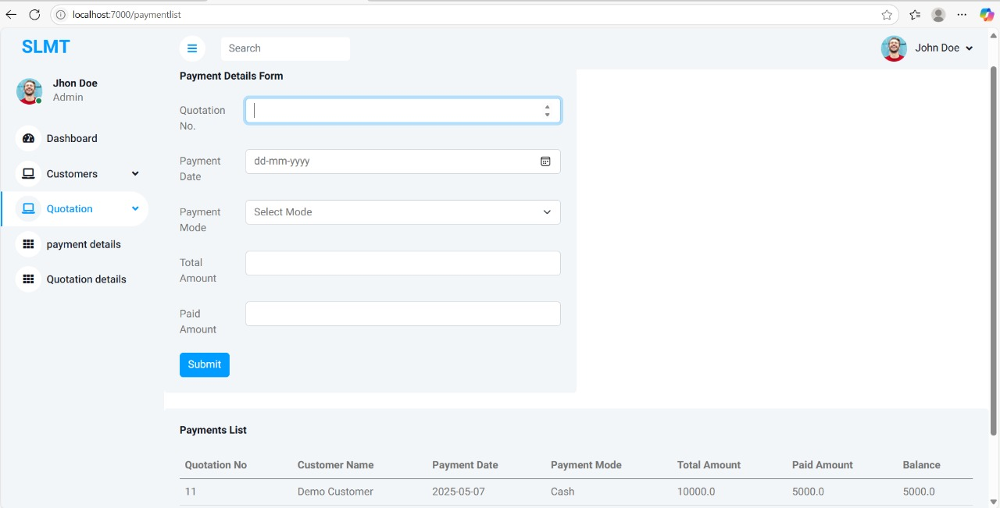 localhost:7000/paymentlist
SLMT
Search
John Doe
Jhon Doe
Admin
Dashboard
Customers
Quotation
payment details
Quotation details
Payment Details Form
Quotation
No.
Payment
Date
dd-mm-yyyy
Payment
Mode
Select Mode
Total
Amount
Paid
Amount
Submit
Payments List
Quotation No Customer Name Payment Date Payment Mode Total Amount Paid Amount Balance
11 Demo Customer 2025-05-07 Cash 10000.0 5000.0 5000.0